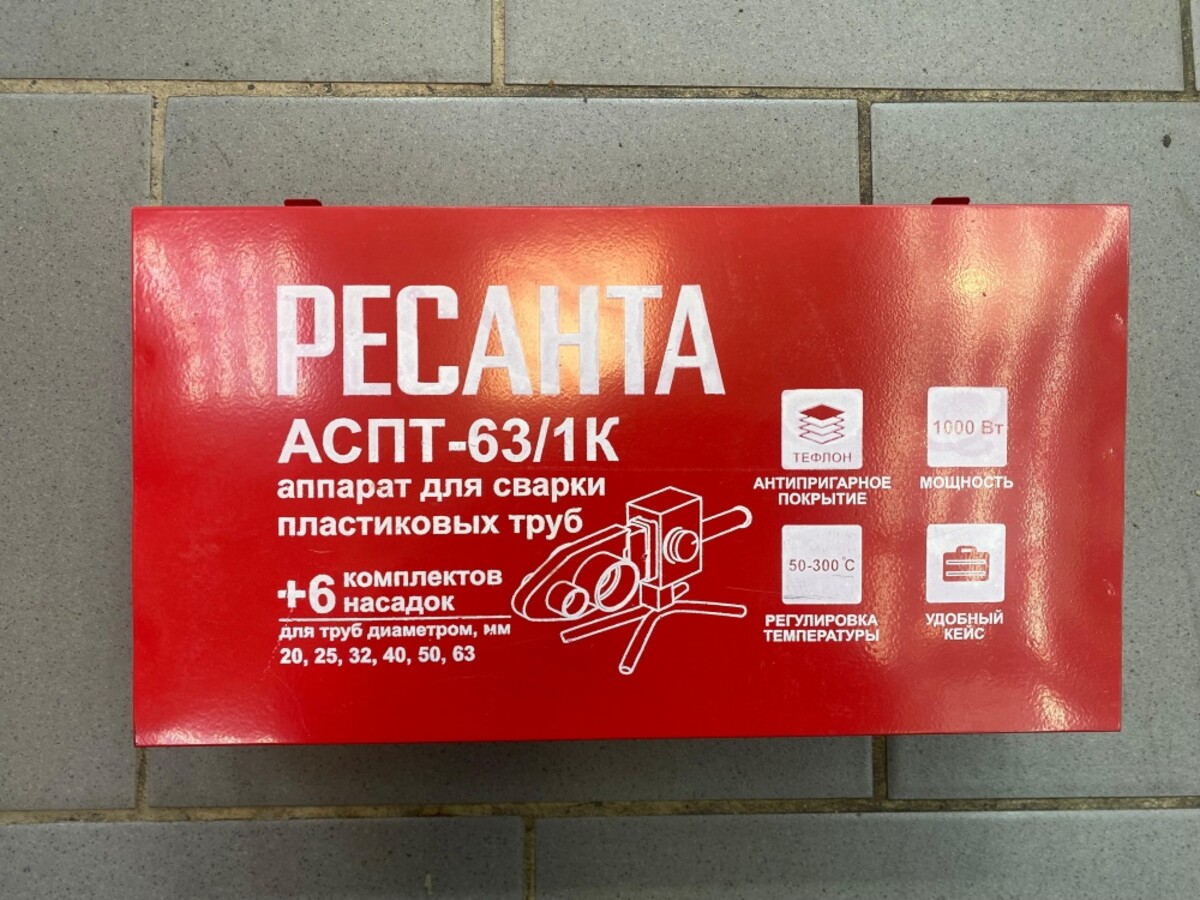 РЕСАНТА
АСПТ-63/1К
аппарат для сварки
пластиковых труб
+6 комплектов
насадок
для труб диаметром, мм
20, 25, 32, 40, 50, 63
ТЕФЛОН
АНТИПРИГАРНОЕ
ПОКРЫТИЕ
1000 Вт
МОЩНОСТЬ
50-300°С
РЕГУЛИРОВКА
ТЕМПЕРАТУРЫ
УДОБНЫЙ
КЕЙС